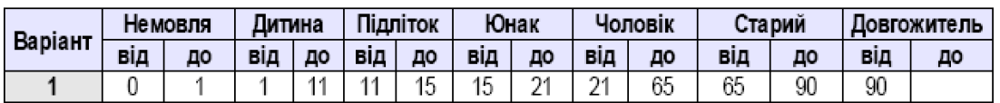 Варіант Немовля Дитина Підліток Юнак Чоловік Старий Довгожитель
від до від до від до від до від до від до від до
1 0 1 1 11 11 15 15 21 21 65 65 90 90